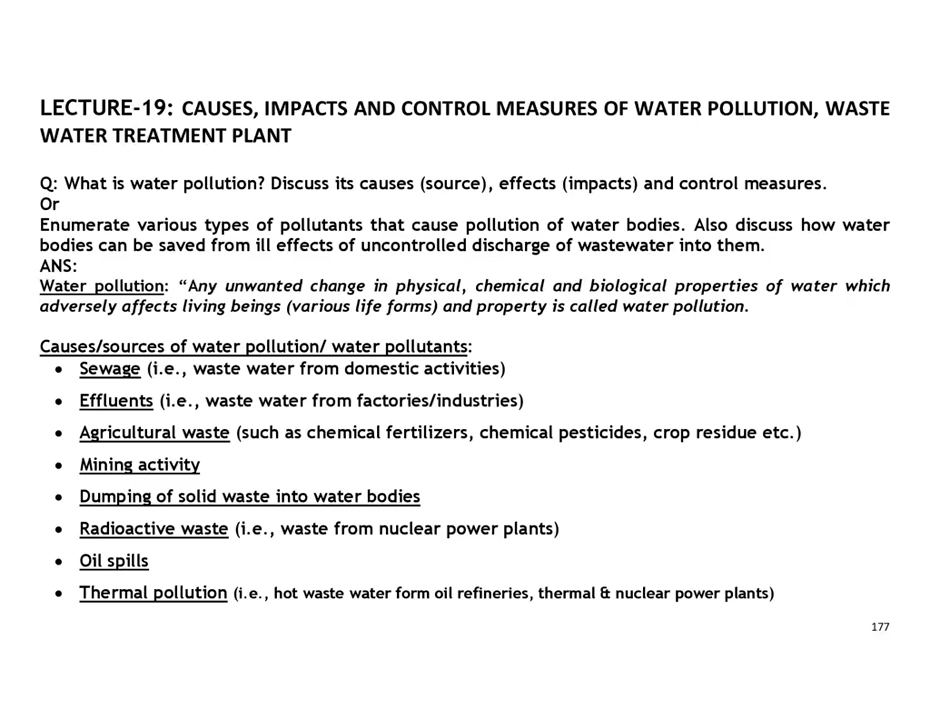 LECTURE-19: CAUSES, IMPACTS AND CONTROL MEASURES OF WATER POLLUTION, WASTE
WATER TREATMENT PLANT
Q: What is water pollution? Discuss its causes (source), effects (impacts) and control measures.
Or
Enumerate various types of pollutants that cause pollution of water bodies. Also discuss how water
bodies can be saved from ill effects of uncontrolled discharge of wastewater into them.
ANS:
Water pollution: “Any unwanted change in physical, chemical and biological properties of water which
adversely affects living beings (various life forms) and property is called water pollution.
Causes/sources of water pollution/ water pollutants:
• Sewage (i.e., waste water from domestic activities)
• Effluents (i.e., waste water from factories/industries)
• Agricultural waste (such as chemical fertilizers, chemical pesticides, crop residue etc.)
• Mining activity
• Dumping of solid waste into water bodies
• Radioactive waste (i.e., waste from nuclear power plants)
• Oil spills
• Thermal pollution (i.e., hot waste water form oil refineries, thermal & nuclear power plants)
177